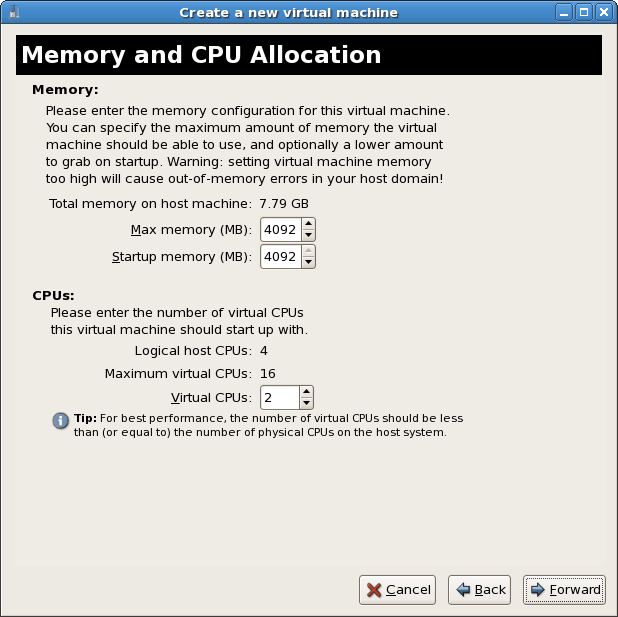 Create a new virtual machine
Memory and CPU Allocation
Memory:
Please enter the memory configuration for this virtual machine.
You can specify the maximum amount of memory the virtual
machine should be able to use, and optionally a lower amount
to grab on startup. Warning: setting virtual machine memory
too high will cause out-of-memory errors in your host domain!
Total memory on host machine: 7.79 GB
Max memory (MB): 4092
Startup memory (MB): 4092
CPUs:
Please enter the number of virtual CPUs
this virtual machine should start up with.
Logical host CPUs: 4
Maximum virtual CPUs: 16
Virtual CPUs: 2
Tip: For best performance, the number of virtual CPUs should be less
than (or equal to) the number of physical CPUs on the host system.
Cancel Back Forward